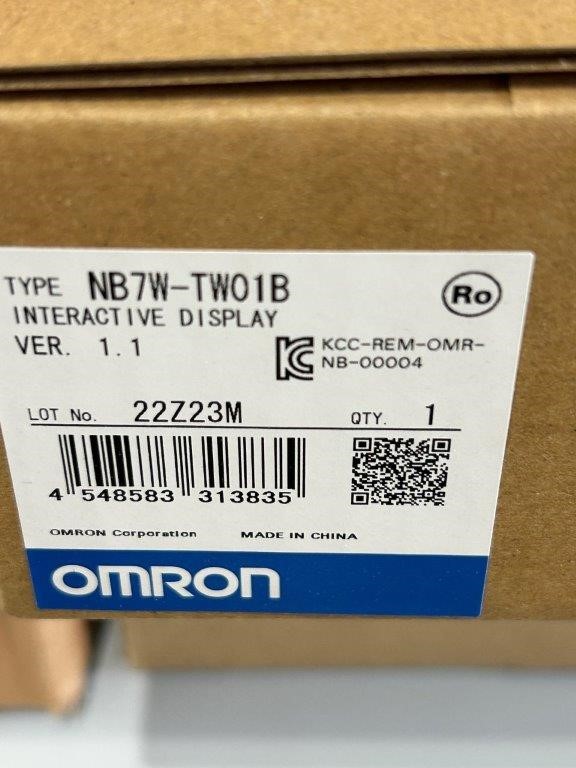 TYPE NB7W-TW01B
Ro
INTERACTIVE DISPLAY
VER. 1.1
KCC-REM-OMR-
NB-00004
LOT No. 22Z23M
QTY. 1
4 548583 313835
OMRON Corporation MADE IN CHINA
OMRON